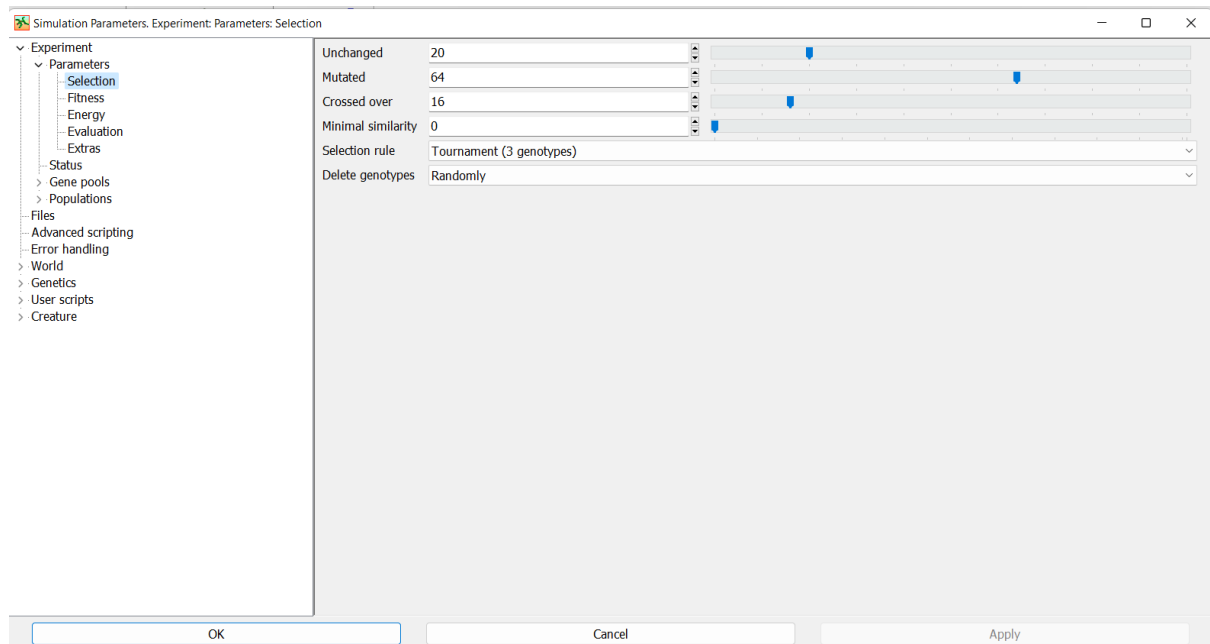 Simulation Parameters. Experiment: Parameters: Selection
Experiment
Parameters
Selection
Fitness
Energy
Evaluation
Extras
Status
Gene pools
Populations
Files
Advanced scripting
Error handling
World
Genetics
User scripts
Creature
Unchanged 20
Mutated 64
Crossed over 16
Minimal similarity 0
Selection rule Tournament (3 genotypes)
Delete genotypes Randomly
OK Cancel Apply